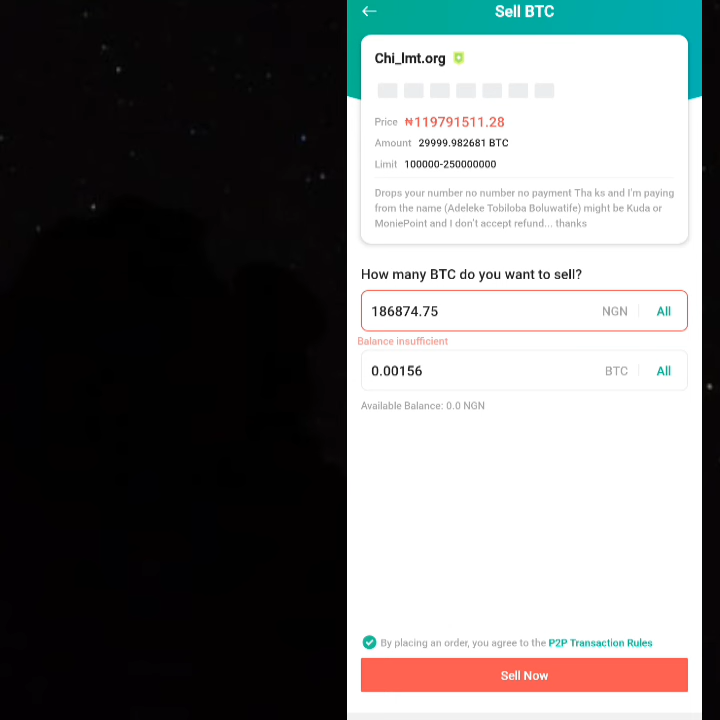 Sell BTC
Chi_lmt.org
Price ₦119791511.28
Amount 29999.982681 BTC
Limit 100000-250000000
Drops your number no number no payment Tha ks and I'm paying
from the name (Adeleke Tobiloba Boluwatife) might be Kuda or
MoniePoint and I don't accept refund... thanks
How many BTC do you want to sell?
186874.75 NGN All
Balance insufficient
0.00156 BTC All
Available Balance: 0.0 NGN
By placing an order, you agree to the P2P Transaction Rules
Sell Now